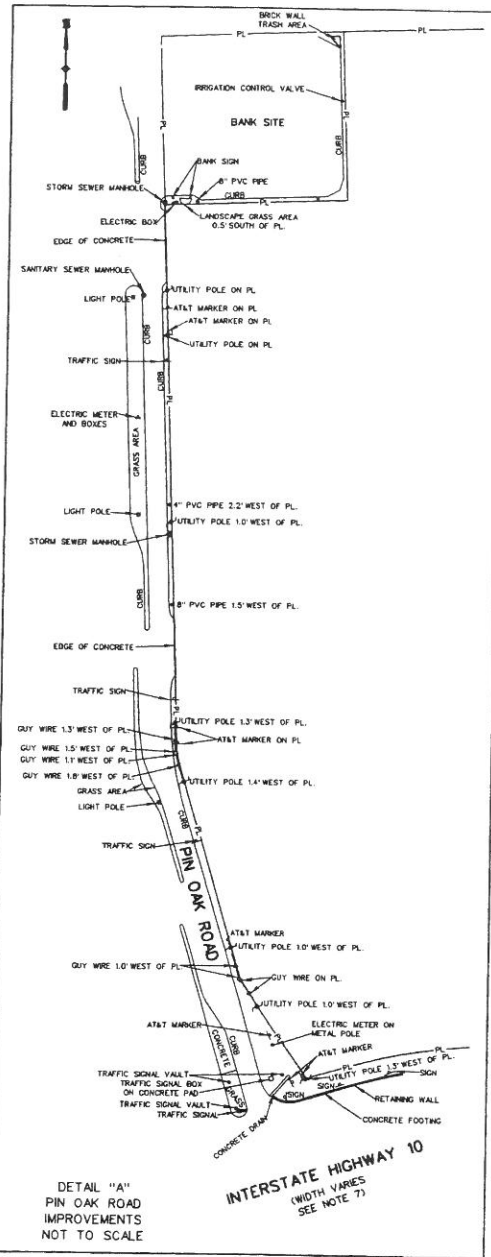 PL
PL
BRICK WALL
TRASH AREA
IRRIGATION CONTROL VALVE
PL
PL
BANK SITE
CURB
CURB
BANK SIGN
8" PVC PIPE
STORM SEWER MANHOLE
CURB
PL
ELECTRIC BOX
LANDSCAPE GRASS AREA
0.5' SOUTH OF PL.
EDGE OF CONCRETE
SANITARY SEWER MANHOLE
UTILITY POLE ON PL
LIGHT POLE
AT&T MARKER ON PL
AT&T MARKER ON PL
CURB
UTILITY POLE ON PL
TRAFFIC SIGN
CURB
PL
ELECTRIC METER
AND BOXES
GRASS AREA
4" PVC PIPE 2.2' WEST OF PL.
LIGHT POLE
UTILITY POLE 1.0' WEST OF PL.
STORM SEWER MANHOLE
CURB
8" PVC PIPE 1.5' WEST OF PL.
EDGE OF CONCRETE
TRAFFIC SIGN
PL
UTILITY POLE 1.3' WEST OF PL.
GUY WIRE 1.3' WEST OF PL.
AT&T MARKER ON PL
GUY WIRE 1.5' WEST OF PL.
GUY WIRE 1.1' WEST OF PL.
GUY WIRE 1.8' WEST OF PL.
UTILITY POLE 1.4' WEST OF PL.
GRASS AREA
LIGHT POLE
CURB
PL
TRAFFIC SIGN
PIN OAK ROAD
AT&T MARKER
UTILITY POLE 1.0' WEST OF PL.
GUY WIRE 1.0' WEST OF PL.
GUY WIRE ON PL.
UTILITY POLE 1.0' WEST OF PL.
AT&T MARKER
ELECTRIC METER ON
METAL POLE
PL
CONCRETE
CURB
AT&T MARKER
PL
UTILITY POLE 1.3' WEST OF PL.
TRAFFIC SIGNAL VAULT
TRAFFIC SIGNAL BOX
ON CONCRETE PAD
SIGN
SIGN
GRASS
TRAFFIC SIGNAL VAULT
TRAFFIC SIGNAL
SIGN
RETAINING WALL
CONCRETE FOOTING
CONCRETE DRAIN
INTERSTATE HIGHWAY 10
(WIDTH VARIES
SEE NOTE 7)
DETAIL "A"
PIN OAK ROAD
IMPROVEMENTS
NOT TO SCALE